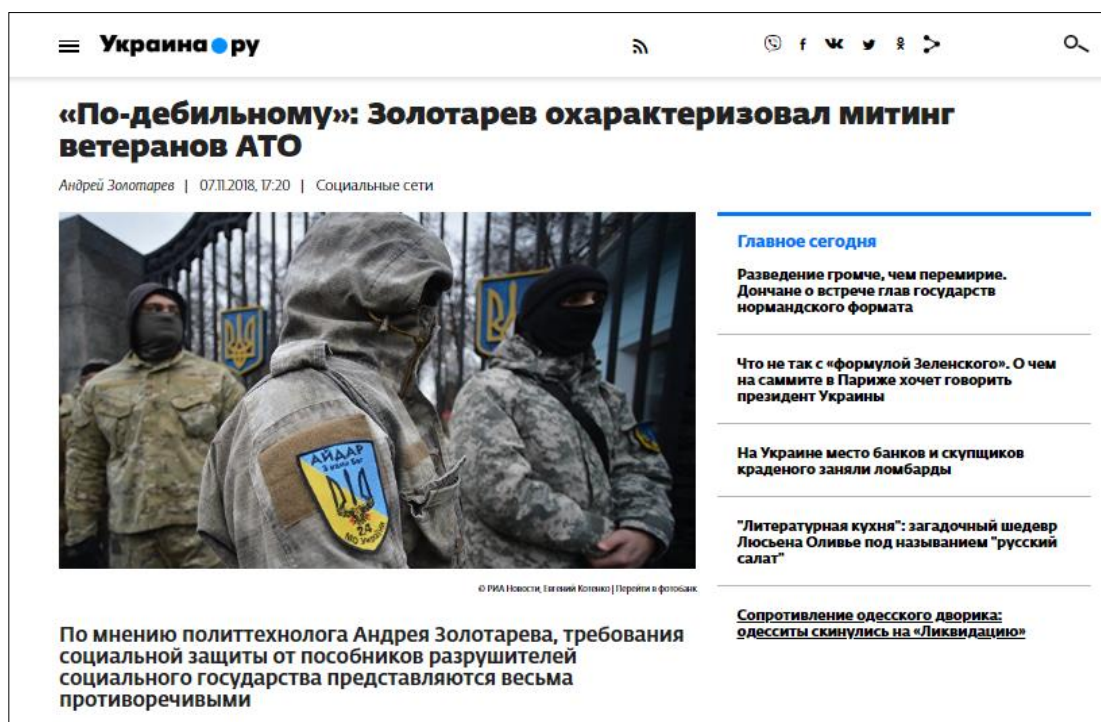 Украина.ру
«По-дебильному»: Золотарев охарактеризовал митинг
ветеранов АТО
Андрей Золотарев | 07.11.2018, 17:20 | Социальные сети
АЙДАР
З нами Бог
24
МО України
© РИА Новости, Евгений Котенко | Перейти в фотобанк
По мнению политтехнолога Андрея Золотарева, требования
социальной защиты от пособников разрушителей
социального государства представляются весьма
противоречивыми
Главное сегодня
Разведение громче, чем перемирие.
Дончане о встрече глав государств
нормандского формата
Что не так с «формулой Зеленского». О чем
на саммите в Париже хочет говорить
президент Украины
На Украине место банков и скупщиков
краденого заняли ломбарды
"Литературная кухня": загадочный шедевр
Люсьена Оливье под называнием "русский
салат"
Сопротивление одесского дворика:
одесситы скинулись на «Ликвидацию»